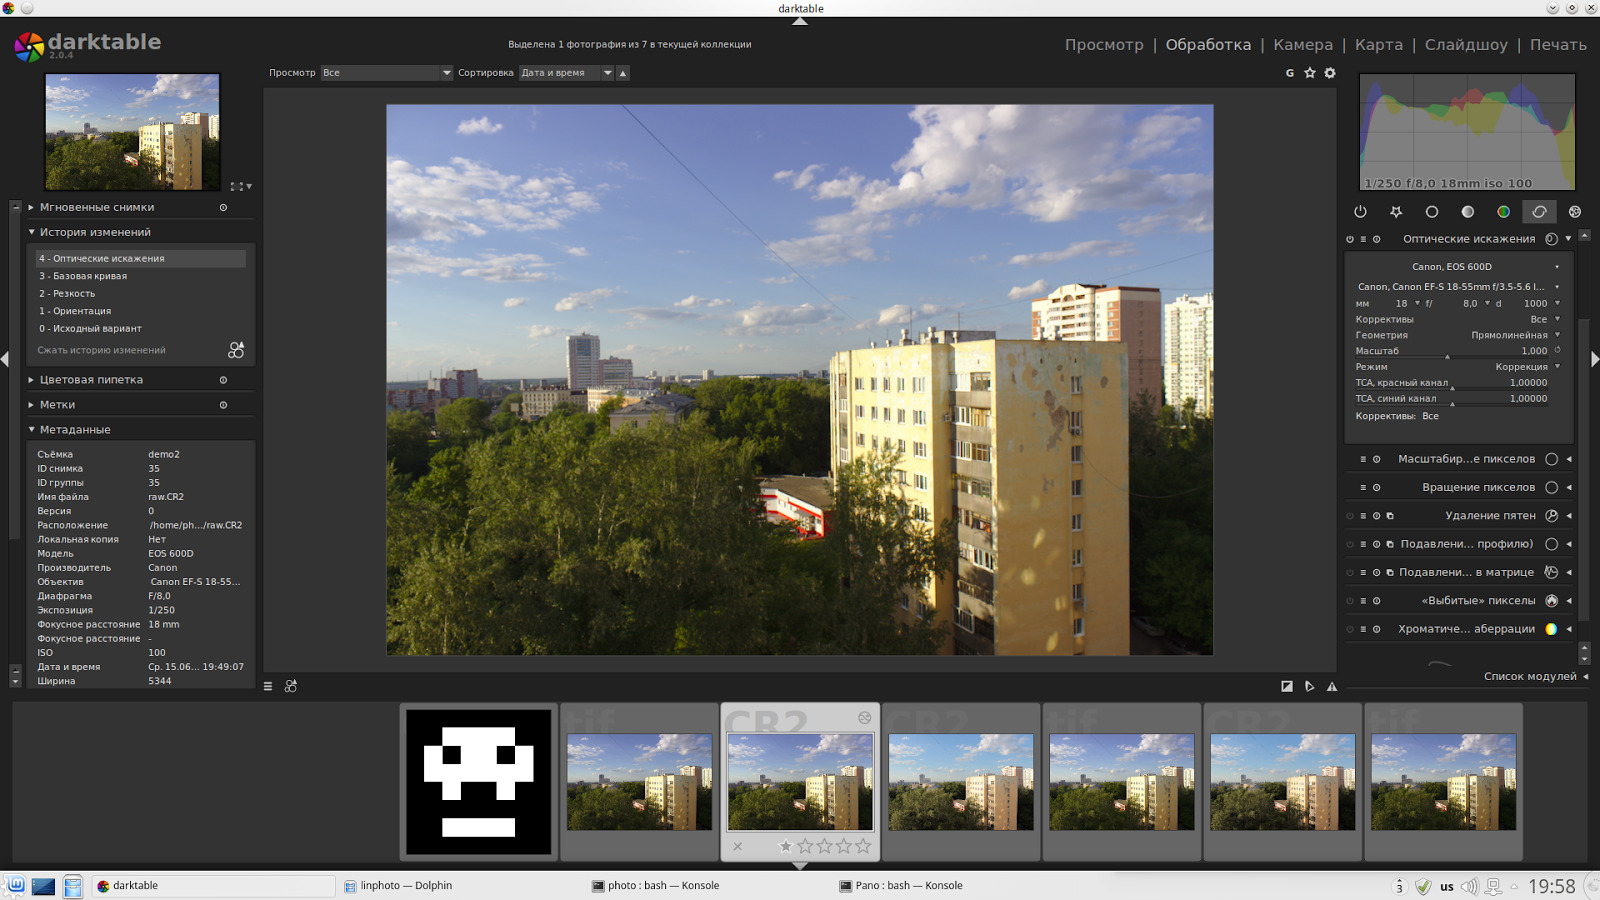 darktable
darktable
2.0.4
Выделена 1 фотография из 7 в текущей коллекции
Просмотр | Обработка | Камера | Карта | Слайдшоу | Печать
Просмотр Все Сортировка Дата и время
G
1/250 f/8,0 18mm iso 100
Мгновенные снимки
История изменений
4 - Оптические искажения
3 - Базовая кривая
2 - Резкость
1 - Ориентация
0 - Исходный вариант
Сжать историю изменений
Цветовая пипетка
Метки
Метаданные
Съёмка demo2
ID снимка 35
ID группы 35
Имя файла raw.CR2
Версия 0
Расположение /home/ph.../raw.CR2
Локальная копия Нет
Модель EOS 600D
Производитель Canon
Объектив Canon EF-S 18-55...
Диафрагма F/8,0
Экспозиция 1/250
Фокусное расстояние 18 mm
Фокусное расстояние -
ISO 100
Дата и время Ср. 15.06... 19:49:07
Ширина 5344
Оптические искажения
Canon, EOS 600D
Canon, Canon EF-S 18-55mm f/3.5-5.6 I...
мм 18 f/ 8,0 d 1000
Коррективы Все
Геометрия Прямолинейная
Масштаб 1,000
Режим Коррекция
TCA, красный канал 1,00000
TCA, синий канал 1,00000
Коррективы: Все
Масштабир...е пикселов
Вращение пикселов
Удаление пятен
Подавлени... профилю)
Подавлени... в матрице
«Выбитые» пикселы
Хроматиче... аберрации
Список модулей
tif
CR2
CR2
tif
CR2
tif
darktable
linphoto — Dolphin
photo : bash — Konsole
Pano : bash — Konsole
3
us
19:58